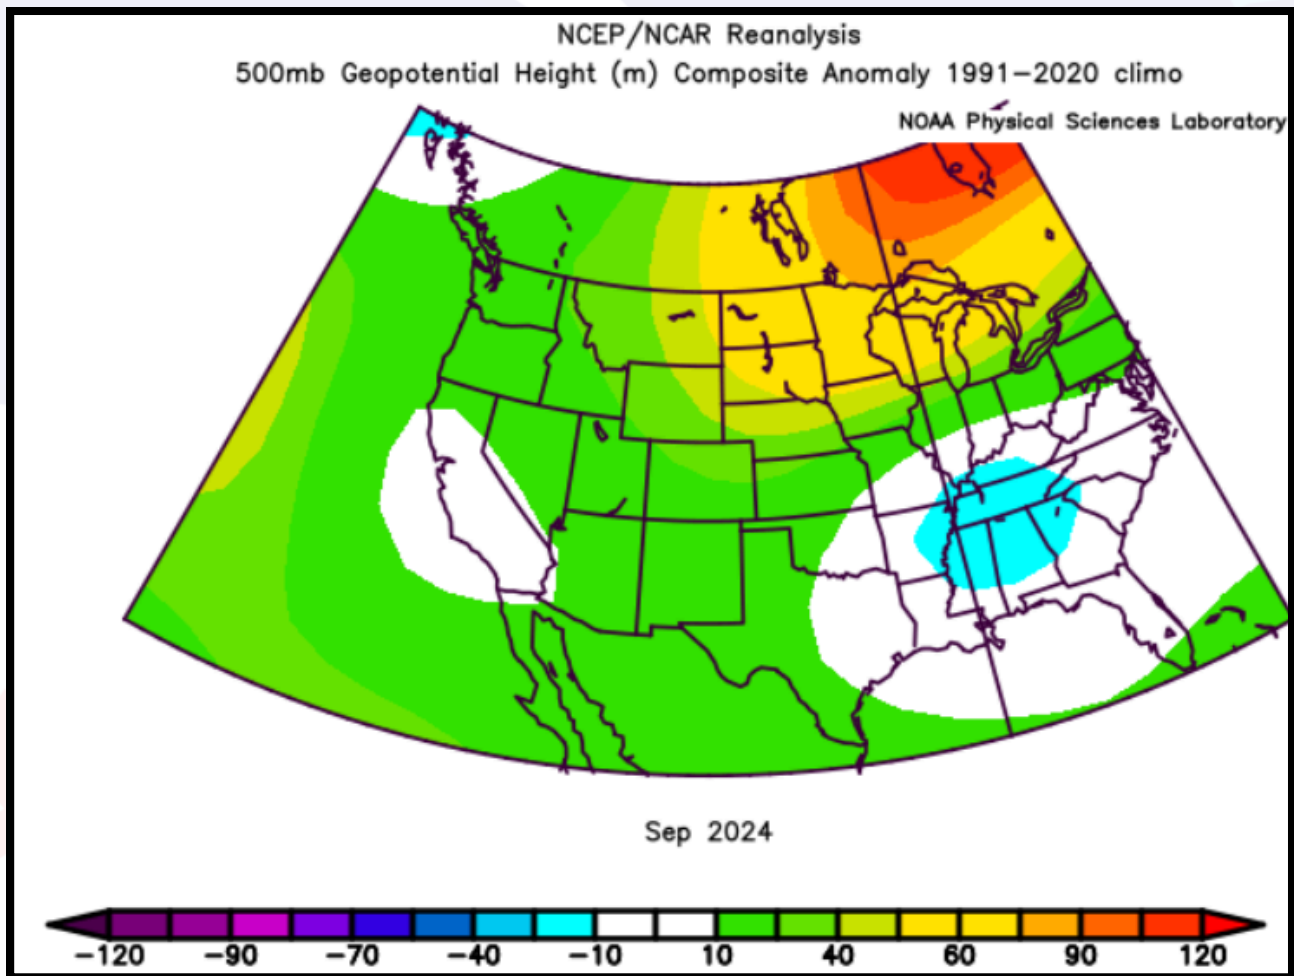 NCEP/NCAR Reanalysis
500mb Geopotential Height (m) Composite Anomaly 1991-2020 climo
NOAA Physical Sciences Laboratory
Sep 2024
-120 -90 -70 -40 -10 10 40 60 90 120